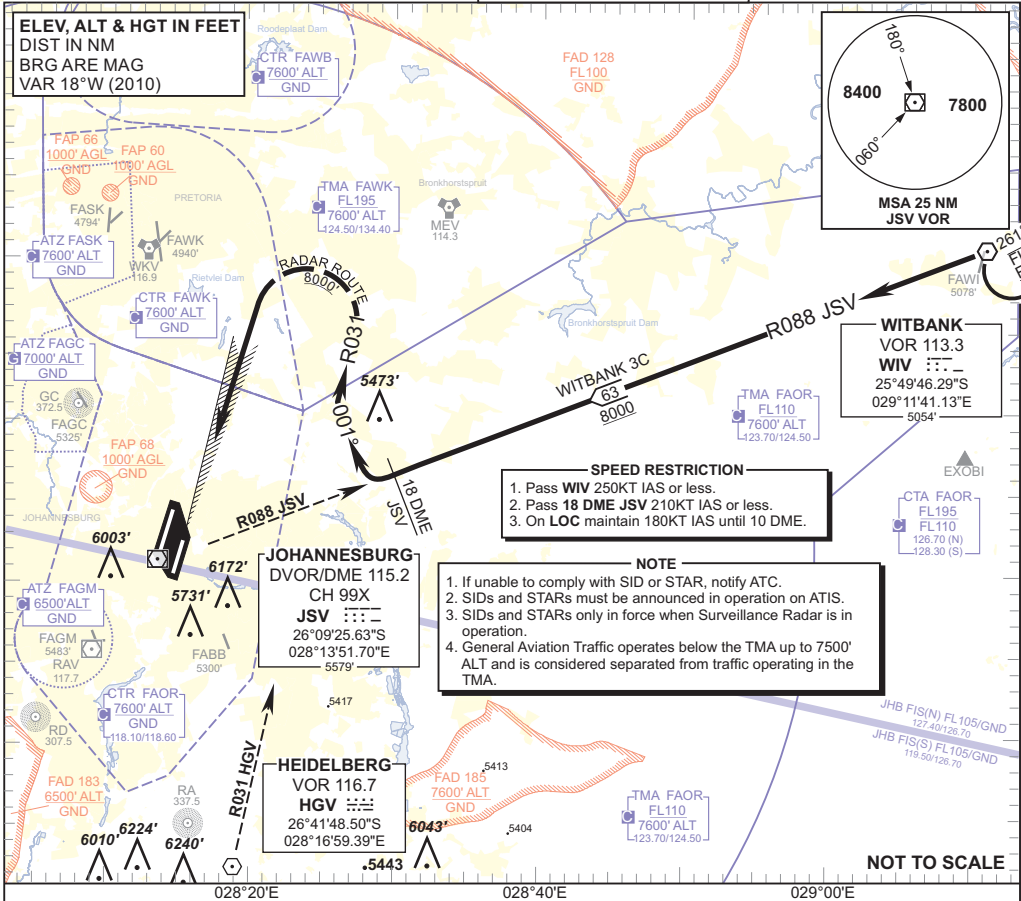 ELEV, ALT & HGT IN FEET
DIST IN NM
BRG ARE MAG
VAR 18°W (2010)
Roodeplaat Dam
CTR FAWB
C 7600' ALT
GND
FAD 128
FL100
GND
180°
8400
7800
060°
MSA 25 NM
JSV VOR
FAP 66
1000' AGL
GND
FAP 60
1000' AGL
GND
FASK
4794'
PRETORIA
FAWK
4940'
WKV
116.9
ATZ FASK
C 7600' ALT
GND
TMA FAWK
FL195
C 7600' ALT
124.50/134.40
Bronkhorstspruit
MEV
114.3
Rietvlei Dam
CTR FAWK
C 7600' ALT
GND
RADAR ROUTE
8000'
R031
001°
5473'
Bronkhorstspruit Dam
R088 JSV
FAWI
5078'
WITBANK
VOR 113.3
WIV
25°49'46.29"S
029°11'41.13"E
5054'
WITBANK 3C
63
8000
ATZ FAGC
G 7000' ALT
GND
GC
372.5
FAGC
5325'
FAP 68
1000' AGL
GND
TMA FAOR
FL110
C 7600' ALT
123.70/124.50
EXOBI
CTA FAOR
FL195
C FL110
126.70 (N)
128.30 (S)
18 DME
JSV
R088 JSV
SPEED RESTRICTION
1. Pass WIV 250KT IAS or less.
2. Pass 18 DME JSV 210KT IAS or less.
3. On LOC maintain 180KT IAS until 10 DME.
JOHANNESBURG
6003'
6172'
5731'
JOHANNESBURG
DVOR/DME 115.2
CH 99X
JSV
26°09'25.63"S
028°13'51.70"E
5579'
NOTE
1. If unable to comply with SID or STAR, notify ATC.
2. SIDs and STARs must be announced in operation on ATIS.
3. SIDs and STARs only in force when Surveillance Radar is in
operation.
4. General Aviation Traffic operates below the TMA up to 7500'
ALT and is considered separated from traffic operating in the
TMA.
ATZ FAGM
C 6500'ALT
GND
FAGM
5483'
RAV
117.7
FABB
5300'
CTR FAOR
C 7600' ALT
GND
118.10/118.60
RD
307.5
5417
JHB FIS(N) FL105/GND
127.40/126.70
JHB FIS(S) FL105/GND
119.50/126.70
R031 HGV
FAD 183
6500' ALT
GND
RA
337.5
HEIDELBERG
VOR 116.7
HGV
26°41'48.50"S
028°16'59.39"E
5413
FAD 185
7600' ALT
GND
5404
TMA FAOR
FL110
C 7600' ALT
123.70/124.50
6010'
6224'
6240'
6043'
5443
NOT TO SCALE
028°20'E
028°40'E
029°00'E